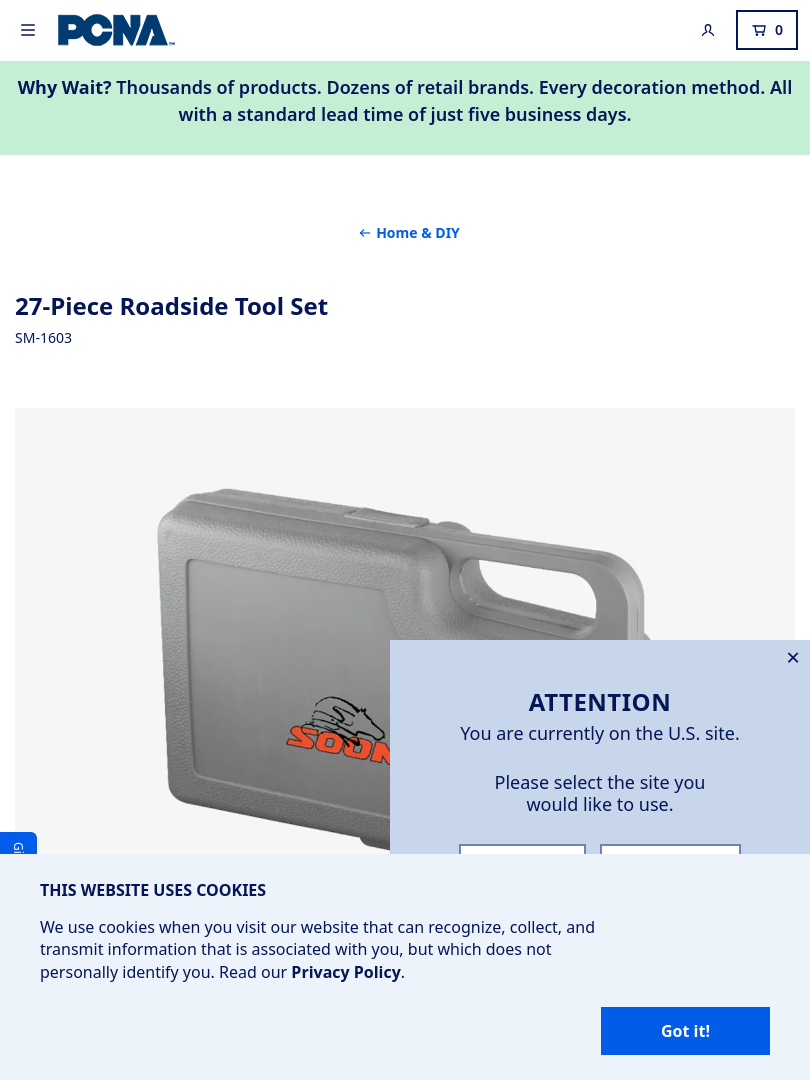 PCNA
0
Why Wait? Thousands of products. Dozens of retail brands. Every decoration method. All
with a standard lead time of just five business days.
Home & DIY
27-Piece Roadside Tool Set
SM-1603
ATTENTION
You are currently on the U.S. site.
Please select the site you
would like to use.
THIS WEBSITE USES COOKIES
We use cookies when you visit our website that can recognize, collect, and
transmit information that is associated with you, but which does not
personally identify you. Read our Privacy Policy.
Got it!